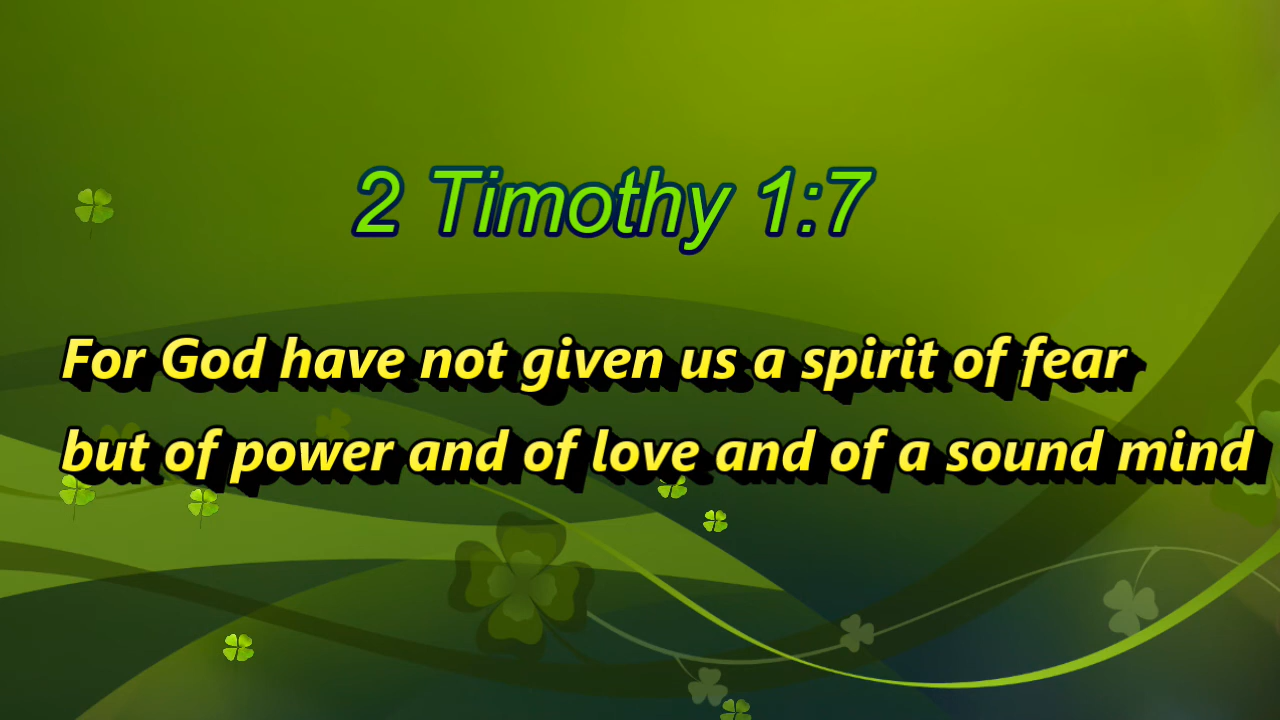 2 Timothy 1:7
For God have not given us a spirit of fear
but of power and of love and of a sound mind